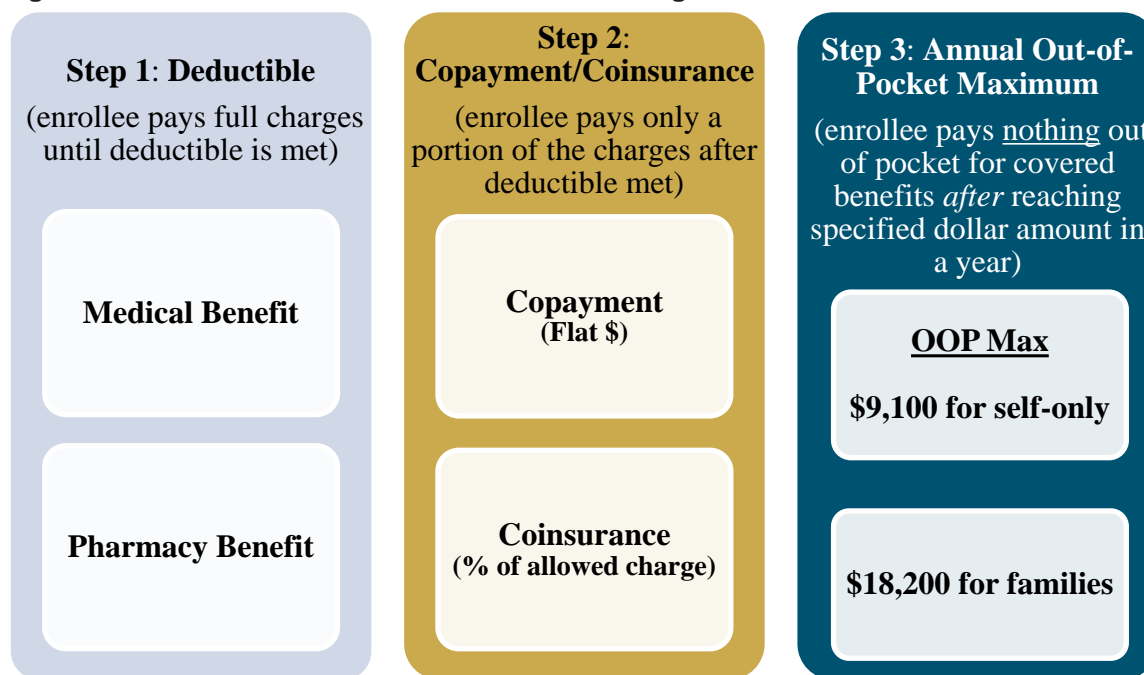 Step 1: Deductible
(enrollee pays full charges
until deductible is met)
Medical Benefit
Pharmacy Benefit
Step 2:
Copayment/Coinsurance
(enrollee pays only a
portion of the charges after
deductible met)
Copayment
(Flat $)
Coinsurance
(% of allowed charge)
Step 3: Annual Out-of-
Pocket Maximum
(enrollee pays nothing out
of pocket for covered
benefits after reaching
specified dollar amount in
a year)
OOP Max
$9,100 for self-only
$18,200 for families